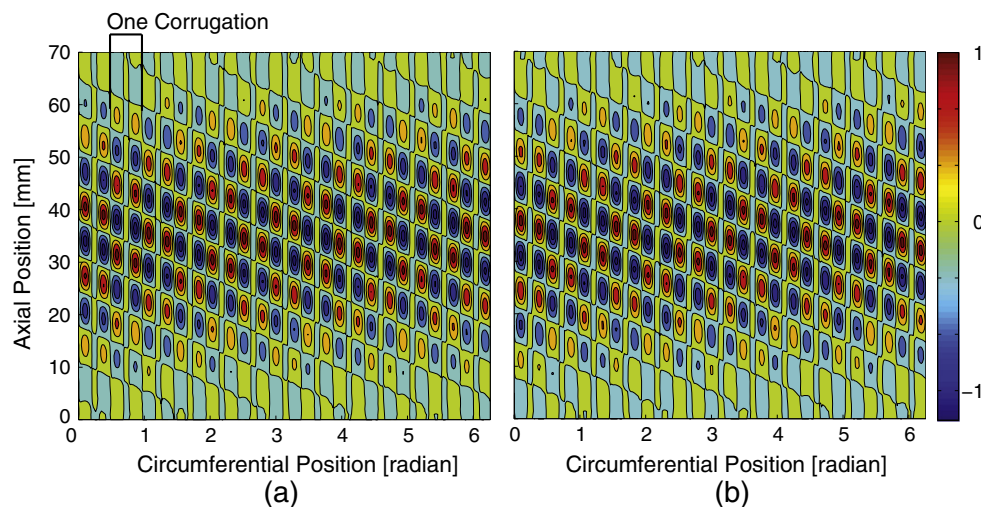 One Corrugation
70
60
50
40
30
20
10
0
Axial Position [mm]
0 1 2 3 4 5 6
Circumferential Position [radian]
(a)
0 1 2 3 4 5 6
Circumferential Position [radian]
(b)
1
0
−1